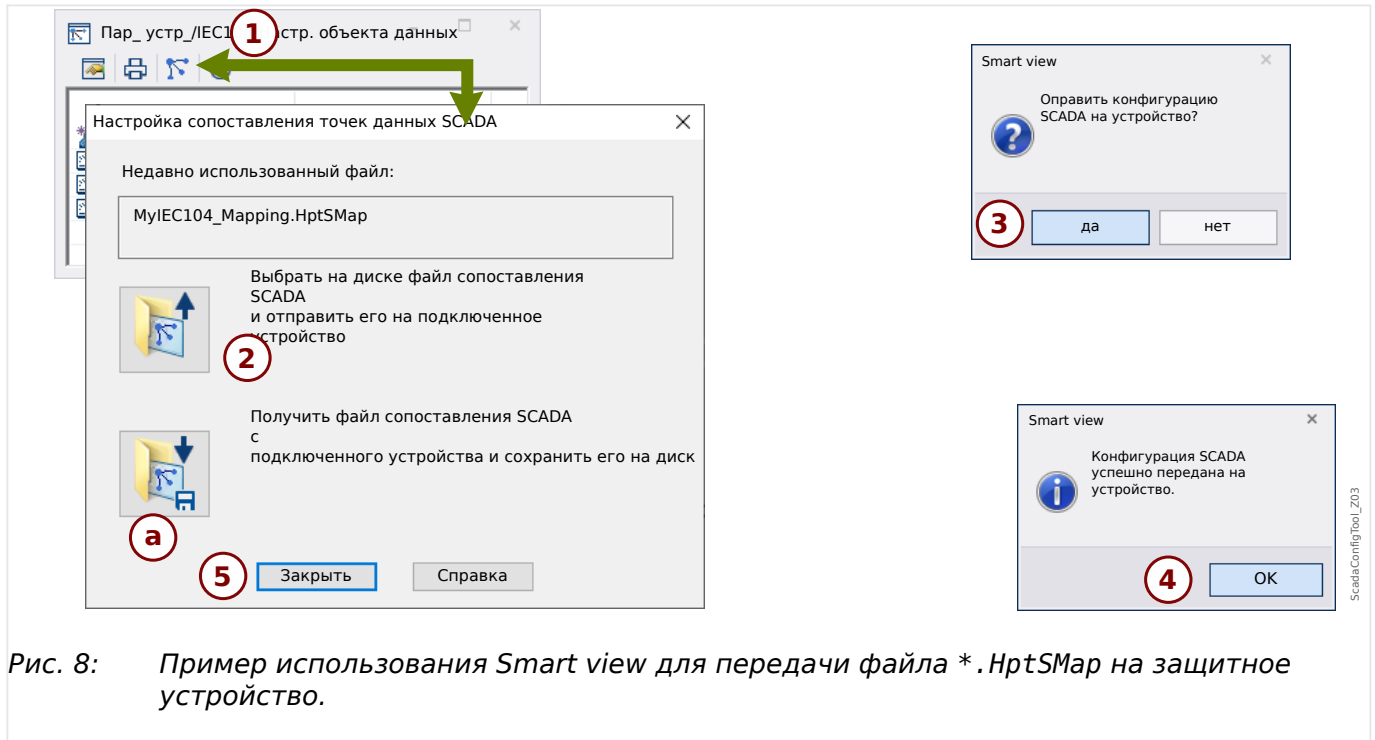 Пар_ устр_/IEC1 стр. объекта данных
1
Настройка сопоставления точек данных SCADA
Недавно использованный файл:
MyIEC104_Mapping.HptSMap
Выбрать на диске файл сопоставления
SCADA
и отправить его на подключенное
устройство
2
Получить файл сопоставления SCADA
с
подключенного устройства и сохранить его на диск
a
5
Закрыть
Справка
Smart view
Оправить конфигурацию
SCADA на устройство?
3
да
нет
Smart view
Конфигурация SCADA
успешно передана на
устройство.
4
OK
ScadaConfigTool_Z03
Рис. 8: Пример использования Smart view для передачи файла *.HptSMap на защитное
устройство.